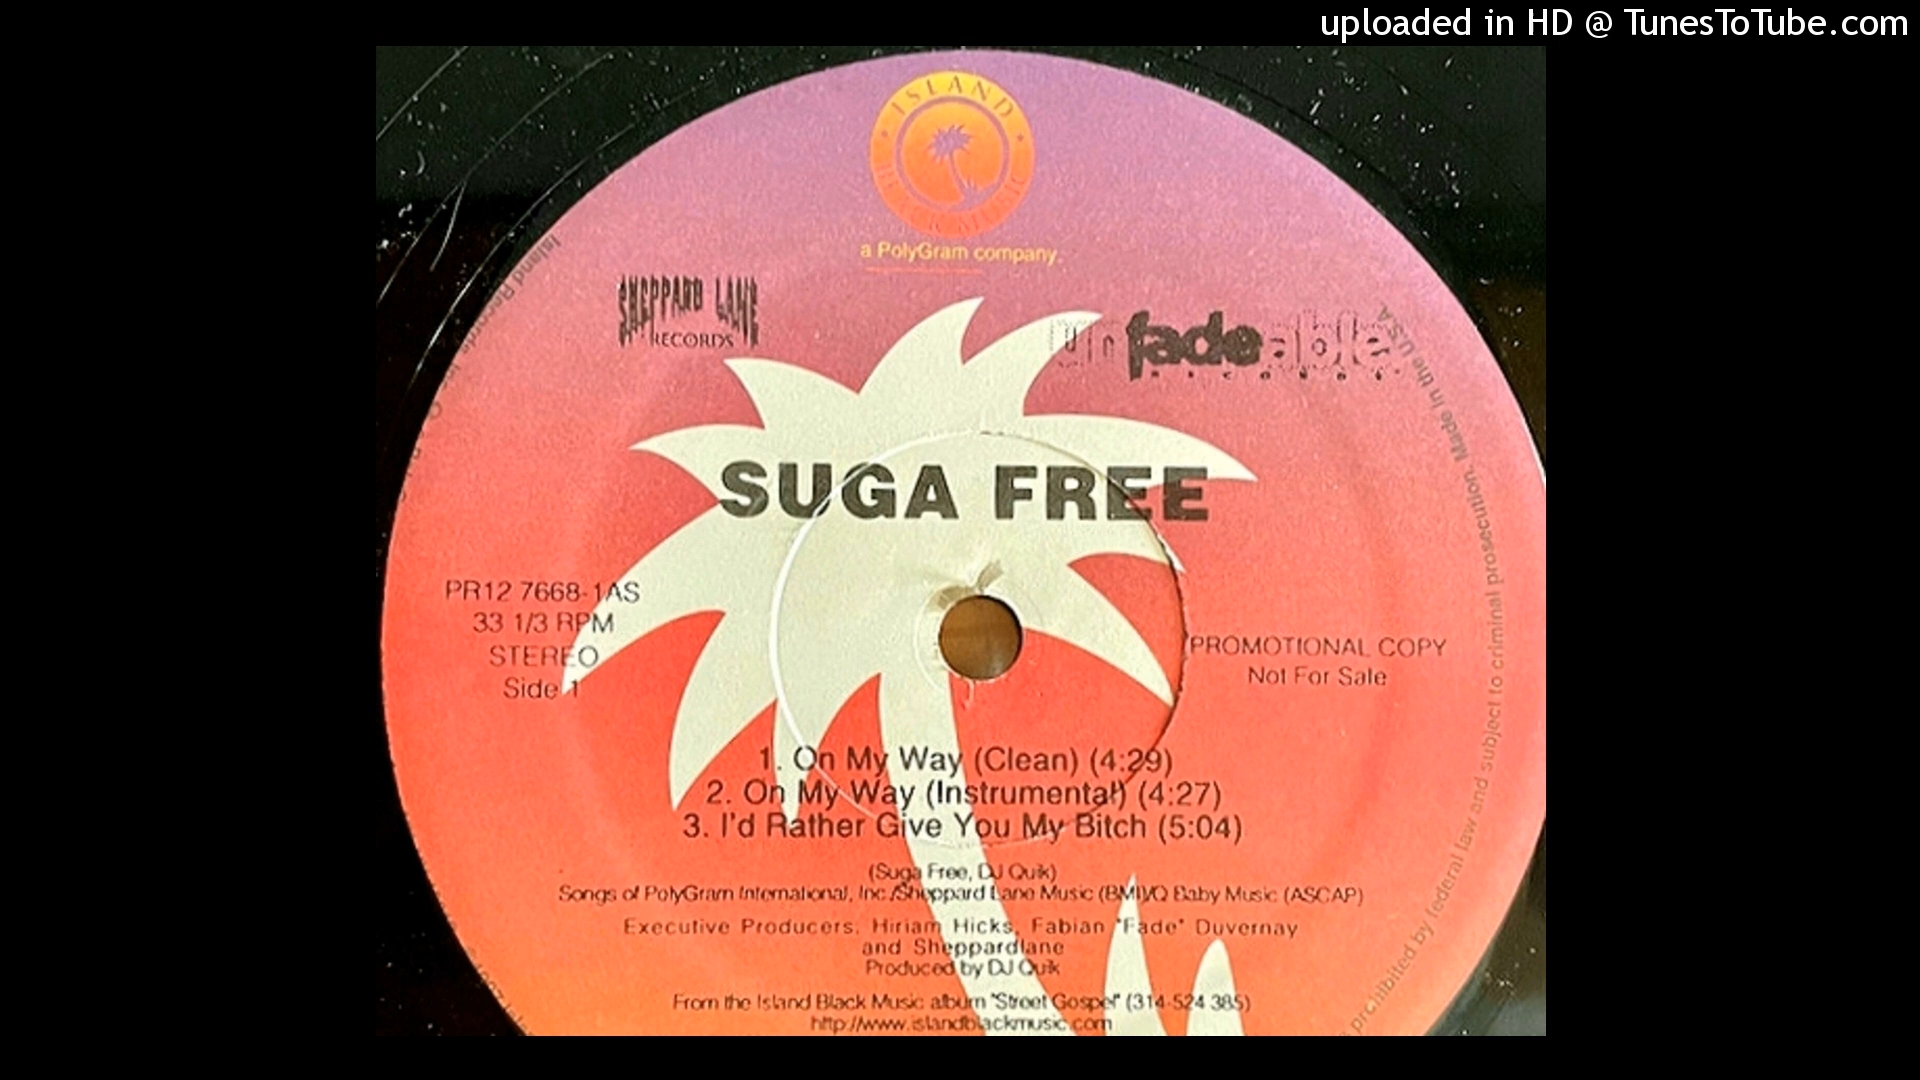 uploaded in HD @ TunesToTube.com
ISLAND
a PolyGram company.
SHEPPARD LANE
RECORDS
Unfadeable
RECORDS
SUGA FREE
PR12 7668-1AS
33 1/3 RPM
STEREO
Side 1
PROMOTIONAL COPY
Not For Sale
1. On My Way (Clean) (4:29)
2. On My Way (Instrumental) (4:27)
3. I'd Rather Give You My Bitch (5:04)
(Suga Free, DJ Quik)
Songs of PolyGram International, Inc./Sheppard Lane Music (BMI)/Q Baby Music (ASCAP)
Executive Producers: Hiriam Hicks, Fabian "Fade" Duvernay
and Sheppardlane
Produced by DJ Quik
From the Island Black Music album "Street Gospel" (314-524 385)
http://www.islandblackmusic.com
Island Records
prohibited by federal law and subject to criminal prosecution. Made in the U.S.A.